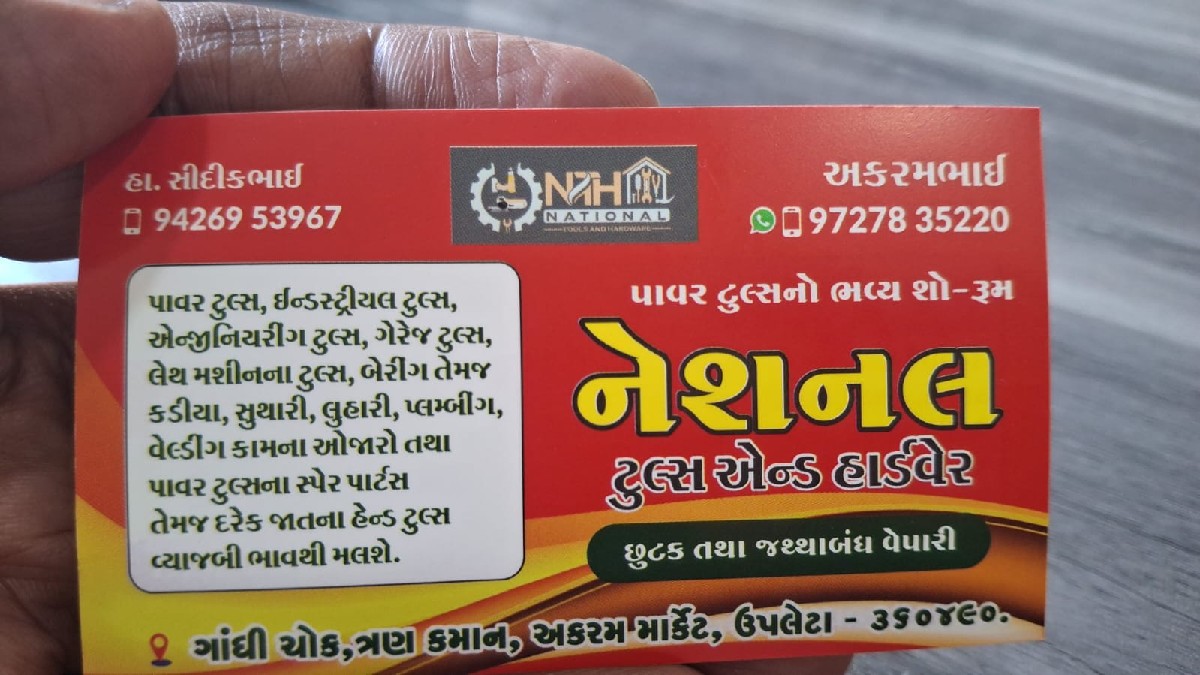 હા. સીદીકભાઈ
94269 53967
NTH
NATIONAL
TOOLS AND HARDWARE
અકરમભાઈ
97278 35220
પાવર ટુલ્સ, ઈન્ડસ્ટ્રીયલ ટુલ્સ,
એન્જીનિયરીંગ ટુલ્સ, ગેરેજ ટુલ્સ,
લેથ મશીનના ટુલ્સ, બેરીંગ તેમજ
કડીયા, સુથારી, લુહારી, પ્લમ્બીંગ,
વેલ્ડીંગ કામના ઓજારો તથા
પાવર ટુલ્સના સ્પેર પાર્ટસ
તેમજ દરેક જાતના હેન્ડ ટુલ્સ
વ્યાજબી ભાવથી મલશે.
પાવર ટુલ્સનો ભવ્ય શો-રૂમ
નેશનલ
ટુલ્સ એન્ડ હાર્ડવેર
છુટક તથા જથ્થાબંધ વેપારી
ગાંધી ચોક,ત્રણ કમાન, અકરમ માર્કેટ, ઉપલેટા - ૩૬૦૪૯૦.